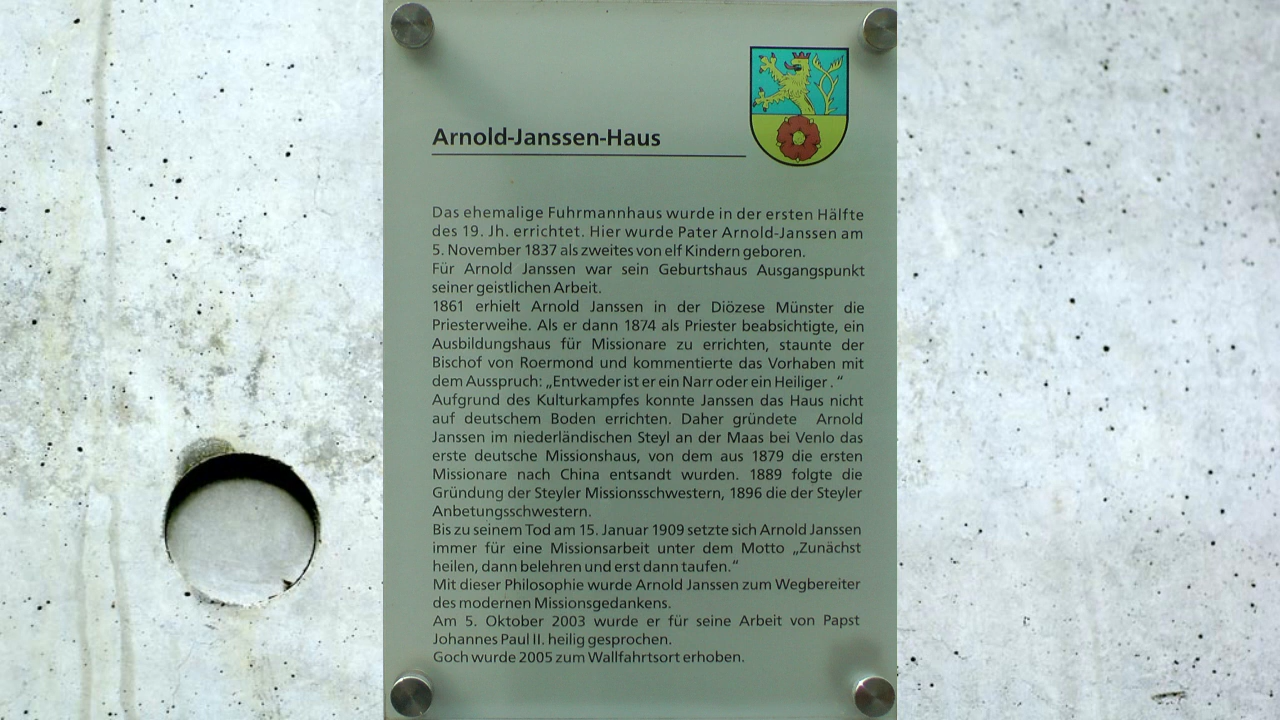 Arnold-Janssen-Haus
Das ehemalige Fuhrmannhaus wurde in der ersten Hälfte
des 19. Jh. errichtet. Hier wurde Pater Arnold-Janssen am
5. November 1837 als zweites von elf Kindern geboren.
Für Arnold Janssen war sein Geburtshaus Ausgangspunkt
seiner geistlichen Arbeit.
1861 erhielt Arnold Janssen in der Diözese Münster die
Priesterweihe. Als er dann 1874 als Priester beabsichtigte, ein
Ausbildungshaus für Missionare zu errichten, staunte der
Bischof von Roermond und kommentierte das Vorhaben mit
dem Ausspruch: „Entweder ist er ein Narr oder ein Heiliger . “
Aufgrund des Kulturkampfes konnte Janssen das Haus nicht
auf deutschem Boden errichten. Daher gründete Arnold
Janssen im niederländischen Steyl an der Maas bei Venlo das
erste deutsche Missionshaus, von dem aus 1879 die ersten
Missionare nach China entsandt wurden. 1889 folgte die
Gründung der Steyler Missionsschwestern, 1896 die der Steyler
Anbetungsschwestern.
Bis zu seinem Tod am 15. Januar 1909 setzte sich Arnold Janssen
immer für eine Missionsarbeit unter dem Motto „Zunächst
heilen, dann belehren und erst dann taufen.“
Mit dieser Philosophie wurde Arnold Janssen zum Wegbereiter
des modernen Missionsgedankens.
Am 5. Oktober 2003 wurde er für seine Arbeit von Papst
Johannes Paul II. heilig gesprochen.
Goch wurde 2005 zum Wallfahrtsort erhoben.